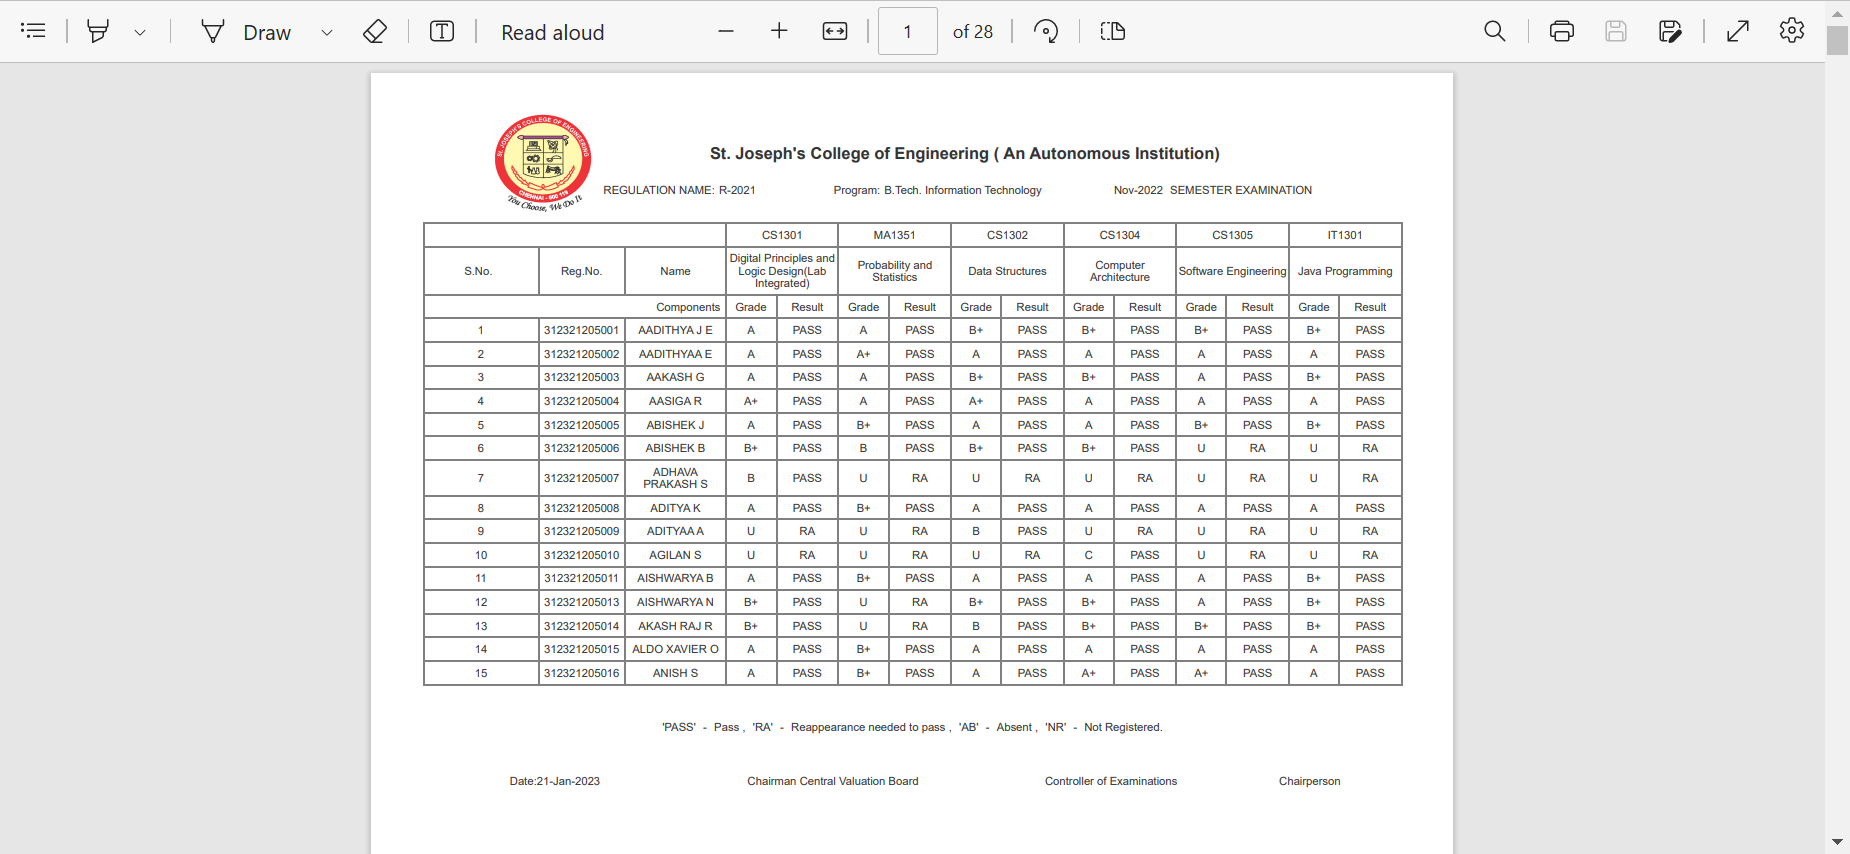 Draw
T
Read aloud
1 of 28
ST. JOSEPH'S COLLEGE OF ENGINEERING
CHENNAI - 600 119
You Choose, We Do It
St. Joseph's College of Engineering ( An Autonomous Institution)
REGULATION NAME: R-2021 Program: B.Tech. Information Technology Nov-2022 SEMESTER EXAMINATION
CS1301 MA1351 CS1302 CS1304 CS1305 IT1301
S.No. Reg.No. Name Digital Principles and Logic Design(Lab Integrated) Probability and Statistics Data Structures Computer Architecture Software Engineering Java Programming
Components Grade Result Grade Result Grade Result Grade Result Grade Result Grade Result
1 312321205001 AADITHYA J E A PASS A PASS B+ PASS B+ PASS B+ PASS B+ PASS
2 312321205002 AADITHYAA E A PASS A+ PASS A PASS A PASS A PASS A PASS
3 312321205003 AAKASH G A PASS A PASS B+ PASS B+ PASS A PASS B+ PASS
4 312321205004 AASIGA R A+ PASS A PASS A+ PASS A PASS A PASS A PASS
5 312321205005 ABISHEK J A PASS B+ PASS A PASS A PASS B+ PASS B+ PASS
6 312321205006 ABISHEK B B+ PASS B PASS B+ PASS B+ PASS U RA U RA
7 312321205007 ADHAVA PRAKASH S B PASS U RA U RA U RA U RA U RA
8 312321205008 ADITYA K A PASS B+ PASS A PASS A PASS A PASS A PASS
9 312321205009 ADITYAA A U RA U RA B PASS U RA U RA U RA
10 312321205010 AGILAN S U RA U RA U RA C PASS U RA U RA
11 312321205011 AISHWARYA B A PASS B+ PASS A PASS A PASS A PASS B+ PASS
12 312321205013 AISHWARYA N B+ PASS U RA B+ PASS B+ PASS A PASS B+ PASS
13 312321205014 AKASH RAJ R B+ PASS U RA B PASS B+ PASS B+ PASS B+ PASS
14 312321205015 ALDO XAVIER O A PASS B+ PASS A PASS A PASS A PASS A PASS
15 312321205016 ANISH S A PASS B+ PASS A PASS A+ PASS A+ PASS A PASS
'PASS' - Pass , 'RA' - Reappearance needed to pass , 'AB' - Absent , 'NR' - Not Registered.
Date:21-Jan-2023 Chairman Central Valuation Board Controller of Examinations Chairperson